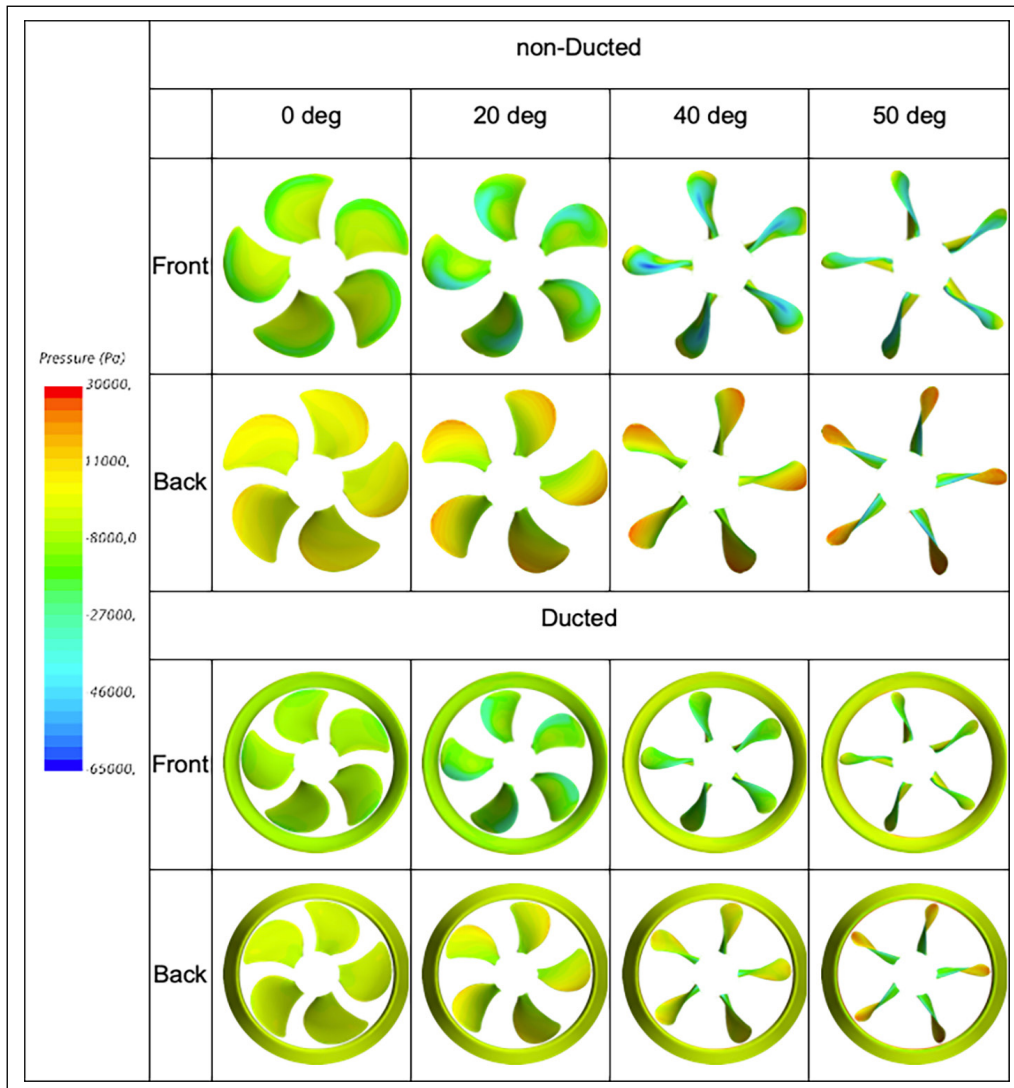 non-Ducted
0 deg
20 deg
40 deg
50 deg
Front
Pressure (Pa)
30000,
11000,
-8000,0
-27000,
-46000,
-65000,
Back
Ducted
Front
Back